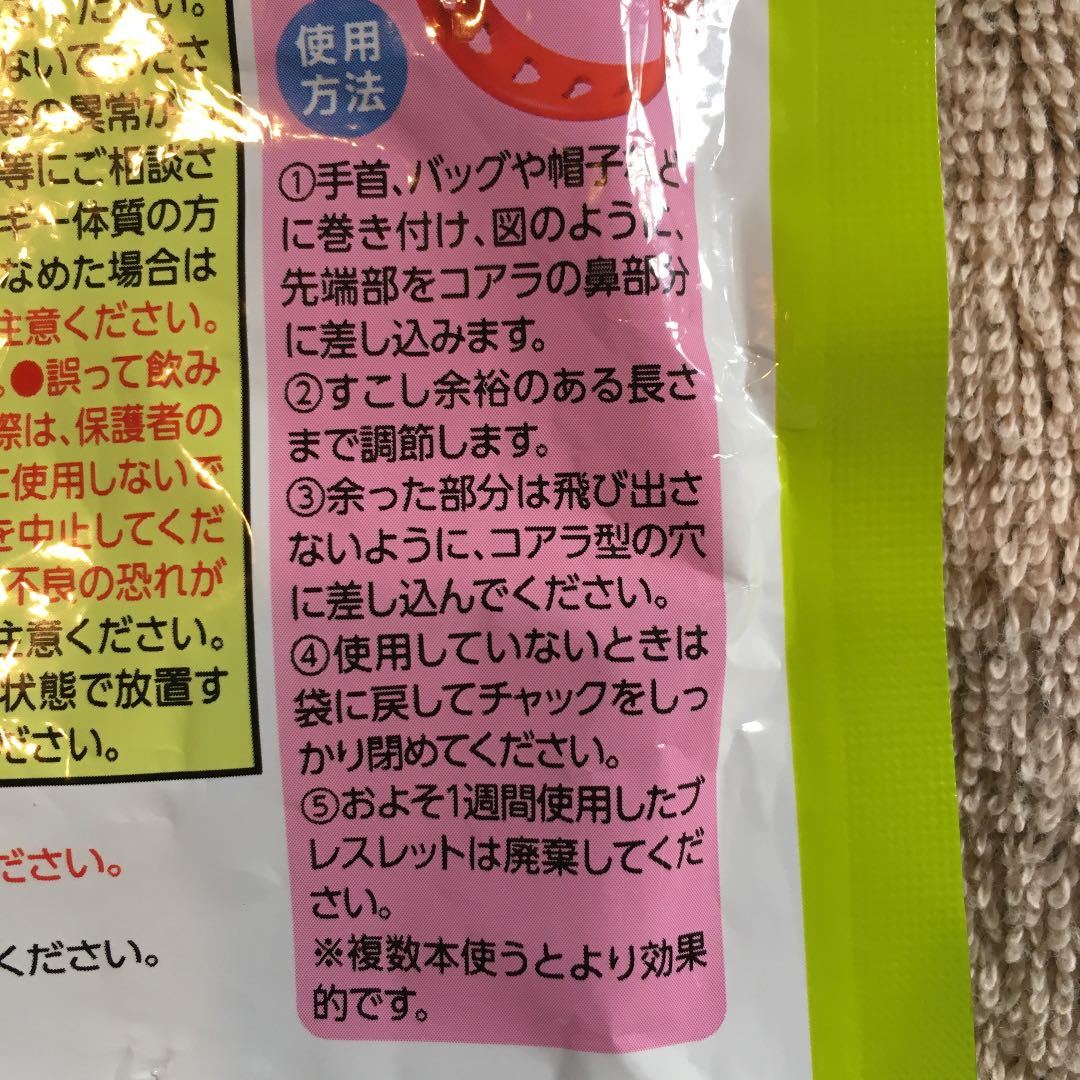 ください。
ないでくださ
等の異常が
等にご相談さ
ギー体質の方
なめた場合は
注意ください。
。●誤って飲み
際は、保護者の
に使用しないで
を中止してくだ
不良の恐れが
注意ください。
状態で放置す
ださい。
ださい。
ください。
使用
方法
①手首、バッグや帽子など
に巻き付け、図のように、
先端部をコアラの鼻部分
に差し込みます。
②すこし余裕のある長さ
まで調節します。
③余った部分は飛び出さ
ないように、コアラ型の穴
に差し込んでください。
④使用していないときは
袋に戻してチャックをしっ
かり閉めてください。
⑤およそ1週間使用したブ
レスレットは廃棄してくだ
さい。
※複数本使うとより効果
的です。